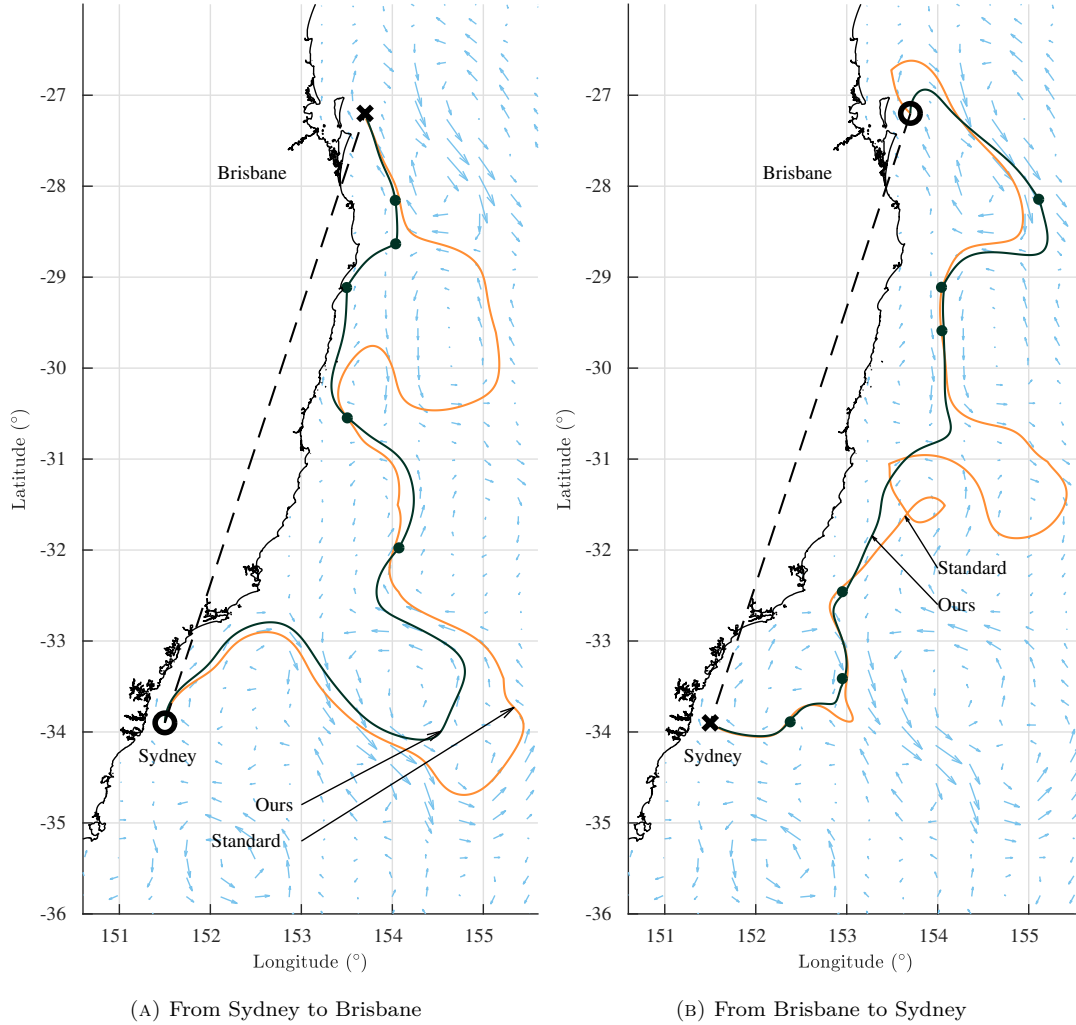 -27
-28
-29
-30
-31
-32
-33
-34
-35
-36
Latitude (°)
Brisbane
Sydney
Ours
Standard
151 152 153 154 155
Longitude (°)
(A) From Sydney to Brisbane
-27
-28
-29
-30
-31
-32
-33
-34
-35
-36
Latitude (°)
Brisbane
Standard
Ours
Sydney
151 152 153 154 155
Longitude (°)
(B) From Brisbane to Sydney